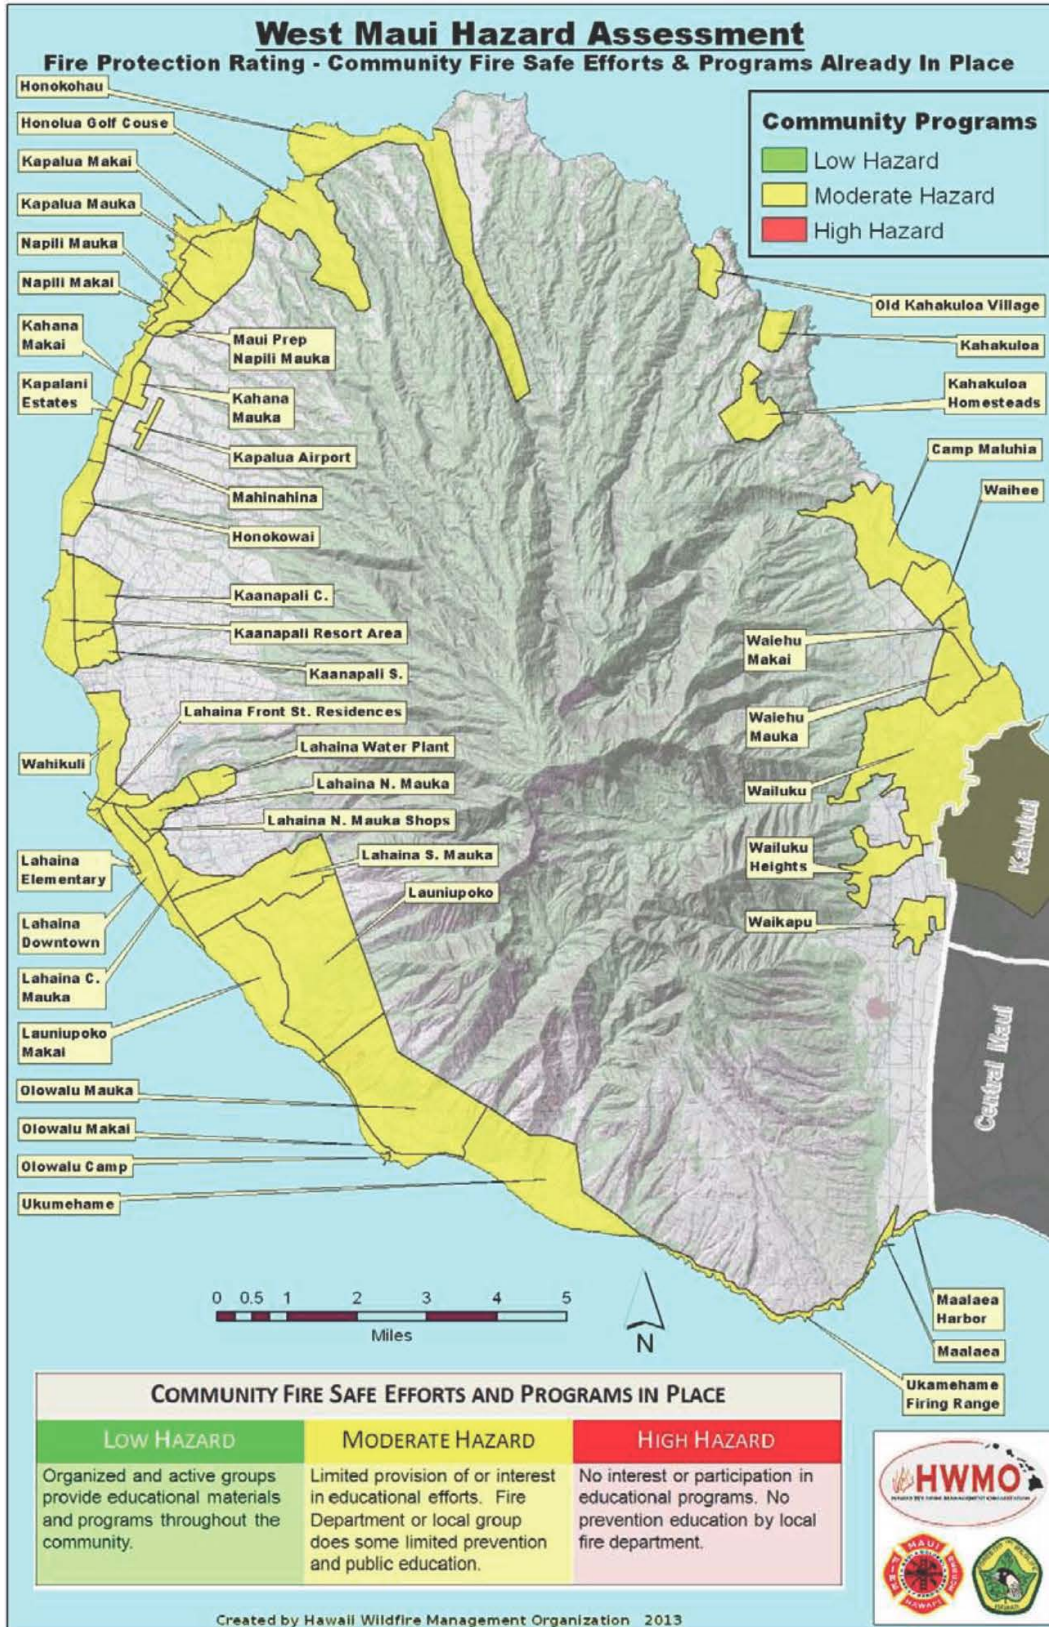 West Maui Hazard Assessment
Fire Protection Rating - Community Fire Safe Efforts & Programs Already In Place
Community Programs
Low Hazard
Moderate Hazard
High Hazard
Honokohau
Honolua Golf Couse
Kapalua Makai
Kapalua Mauka
Napili Mauka
Napili Makai
Kahana
Makai
Kapalani
Estates
Maui Prep
Napili Mauka
Kahana
Mauka
Kapalua Airport
Mahinahina
Honokowai
Kaanapali C.
Kaanapali Resort Area
Kaanapali S.
Lahaina Front St. Residences
Lahaina Water Plant
Wahikuli
Lahaina N. Mauka
Lahaina N. Mauka Shops
Lahaina S. Mauka
Launiupoko
Lahaina
Elementary
Lahaina
Downtown
Lahaina C.
Mauka
Launiupoko
Makai
Olowalu Mauka
Olowalu Makai
Olowalu Camp
Ukumehame
Old Kahakuloa Village
Kahakuloa
Kahakuloa
Homesteads
Camp Maluhia
Waihee
Waiehu
Makai
Waiehu
Mauka
Wailuku
Wailuku
Heights
Waikapu
Kahului
Central Maui
Maalaea
Harbor
Maalaea
Ukamehame
Firing Range
0 0.5 1 2 3 4 5
Miles
N
COMMUNITY FIRE SAFE EFFORTS AND PROGRAMS IN PLACE
LOW HAZARD
Organized and active groups
provide educational materials
and programs throughout the
community.
MODERATE HAZARD
Limited provision of or interest
in educational efforts. Fire
Department or local group
does some limited prevention
and public education.
HIGH HAZARD
No interest or participation in
educational programs. No
prevention education by local
fire department.
HWMO
MAUI
FIRE
HAWAI'I
Created by Hawaii Wildfire Management Organization 2013